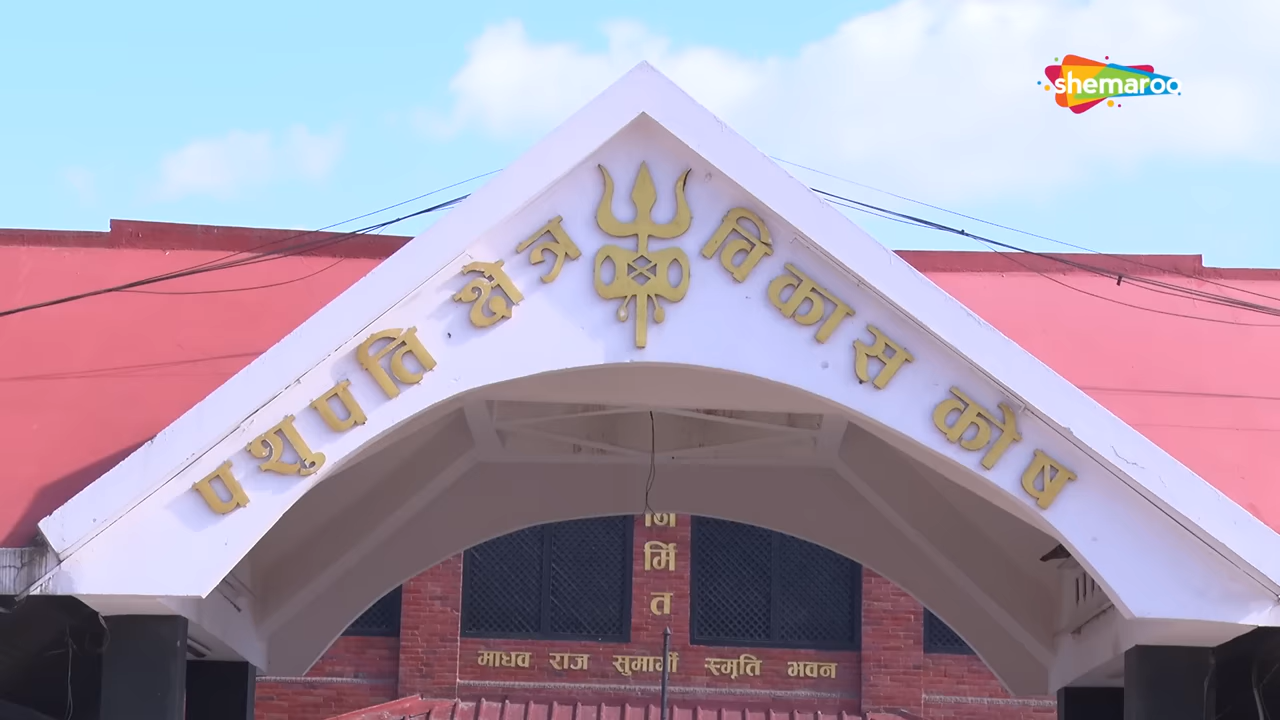 shemaroo
पशुपति क्षेत्र विकास कोष
निर्मित
माधव राज सुमार्गी स्मृति भवन